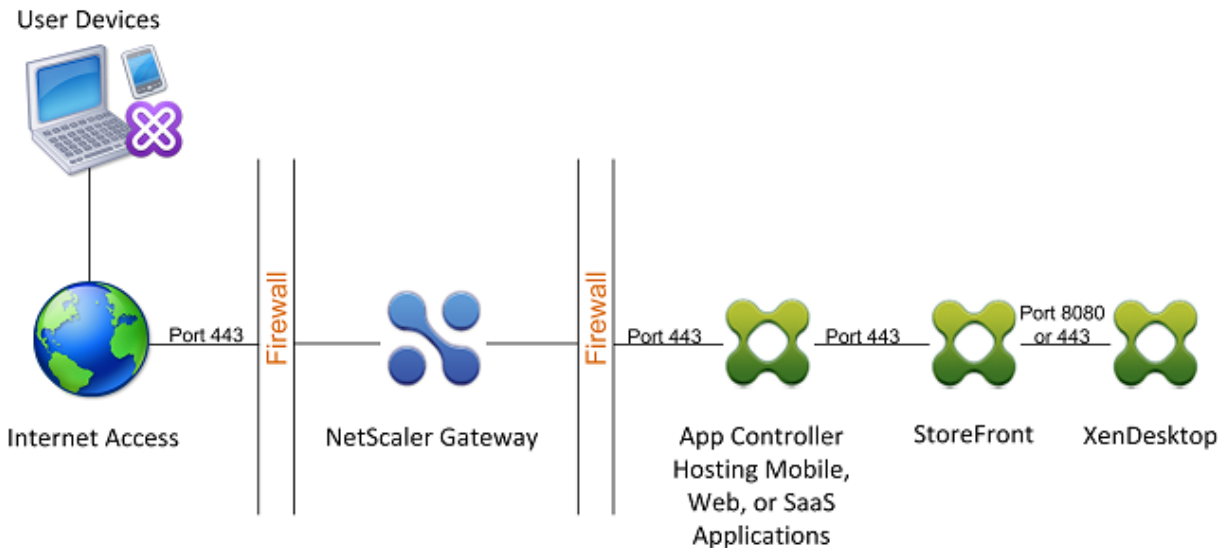 User Devices
Port 443
Firewall
Firewall
Port 443
Port 443
Port 8080
or 443
Internet Access
NetScaler Gateway
App Controller
Hosting Mobile,
Web, or SaaS
Applications
StoreFront
XenDesktop